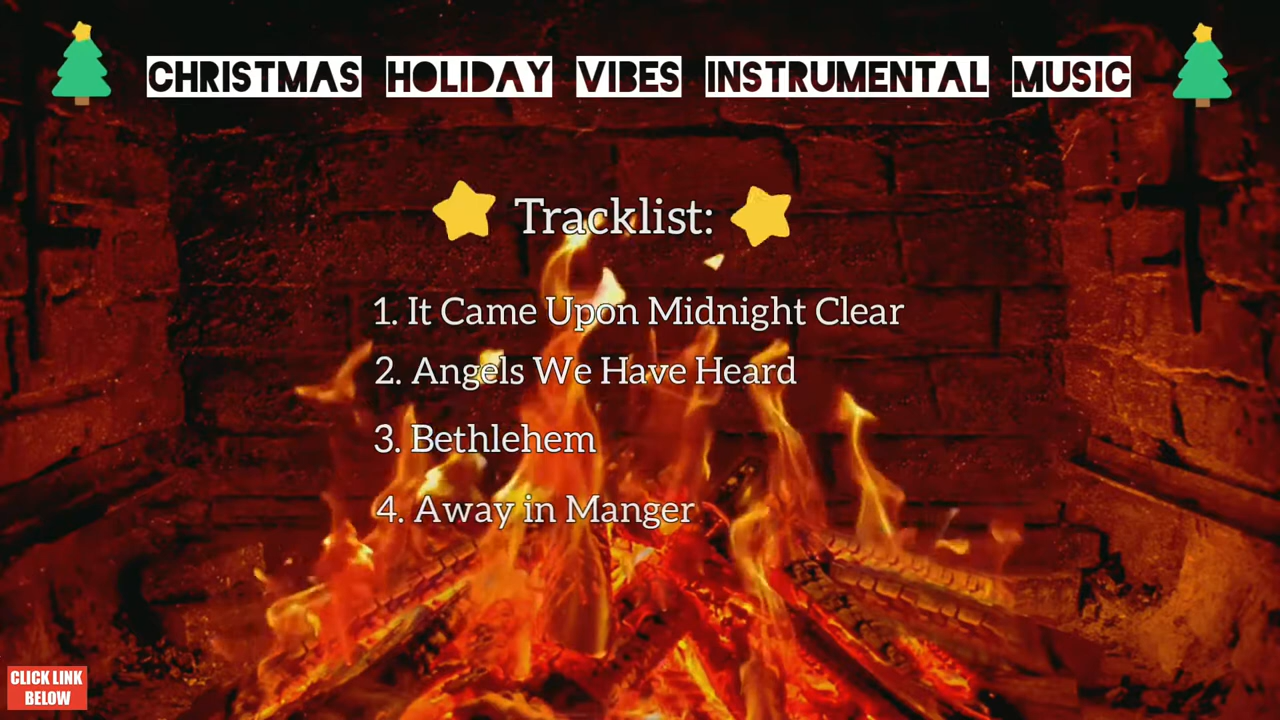 CHRISTMAS HOLIDAY VIBES INSTRUMENTAL MUSIC
Tracklist:
1. It Came Upon Midnight Clear
2. Angels We Have Heard
3. Bethlehem
4. Away in Manger
CLICK LINK
BELOW